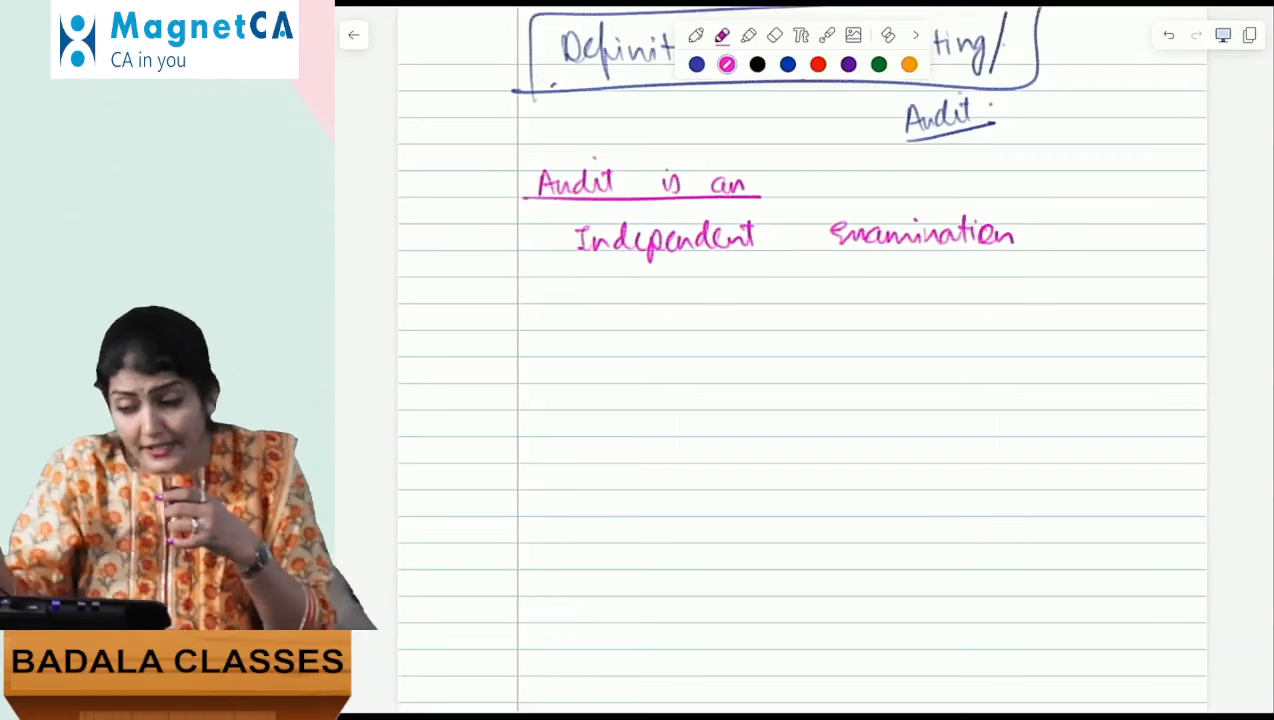 MagnetCA
CA in you
Definit ting/
Audit :
Audit is an
Independent Examination
BADALA CLASSES